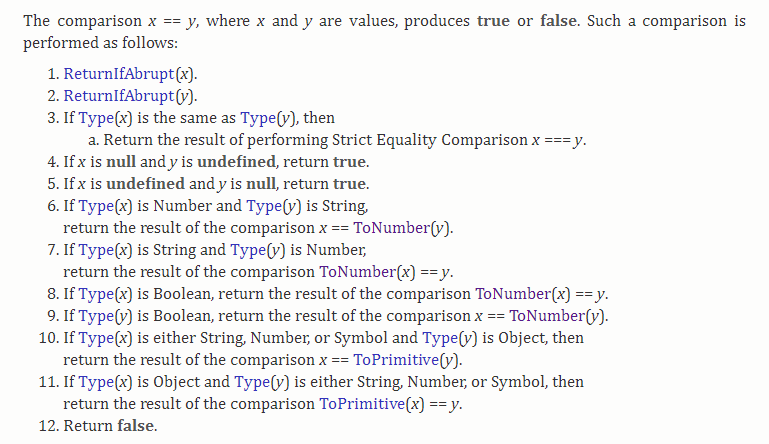 The comparison x == y, where x and y are values, produces true or false. Such a comparison is
performed as follows:
1. ReturnIfAbrupt(x).
2. ReturnIfAbrupt(y).
3. If Type(x) is the same as Type(y), then
a. Return the result of performing Strict Equality Comparison x === y.
4. If x is null and y is undefined, return true.
5. If x is undefined and y is null, return true.
6. If Type(x) is Number and Type(y) is String,
return the result of the comparison x == ToNumber(y).
7. If Type(x) is String and Type(y) is Number,
return the result of the comparison ToNumber(x) == y.
8. If Type(x) is Boolean, return the result of the comparison ToNumber(x) == y.
9. If Type(y) is Boolean, return the result of the comparison x == ToNumber(y).
10. If Type(x) is either String, Number, or Symbol and Type(y) is Object, then
return the result of the comparison x == ToPrimitive(y).
11. If Type(x) is Object and Type(y) is either String, Number, or Symbol, then
return the result of the comparison ToPrimitive(x) == y.
12. Return false.